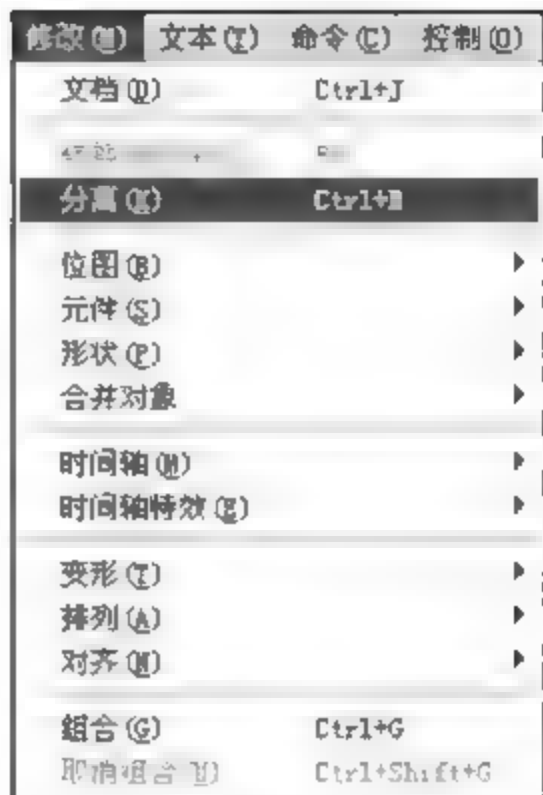 修改(M) 文本(T) 命令(C) 控制(O)
文档(D) Ctrl+J
分离(K) Ctrl+B
位图(B)
元件(S)
形状(P)
合并对象
时间轴(M)
时间轴特效(E)
变形(T)
排列(A)
对齐(N)
组合(G) Ctrl+G
取消组合(U) Ctrl+Shift+G